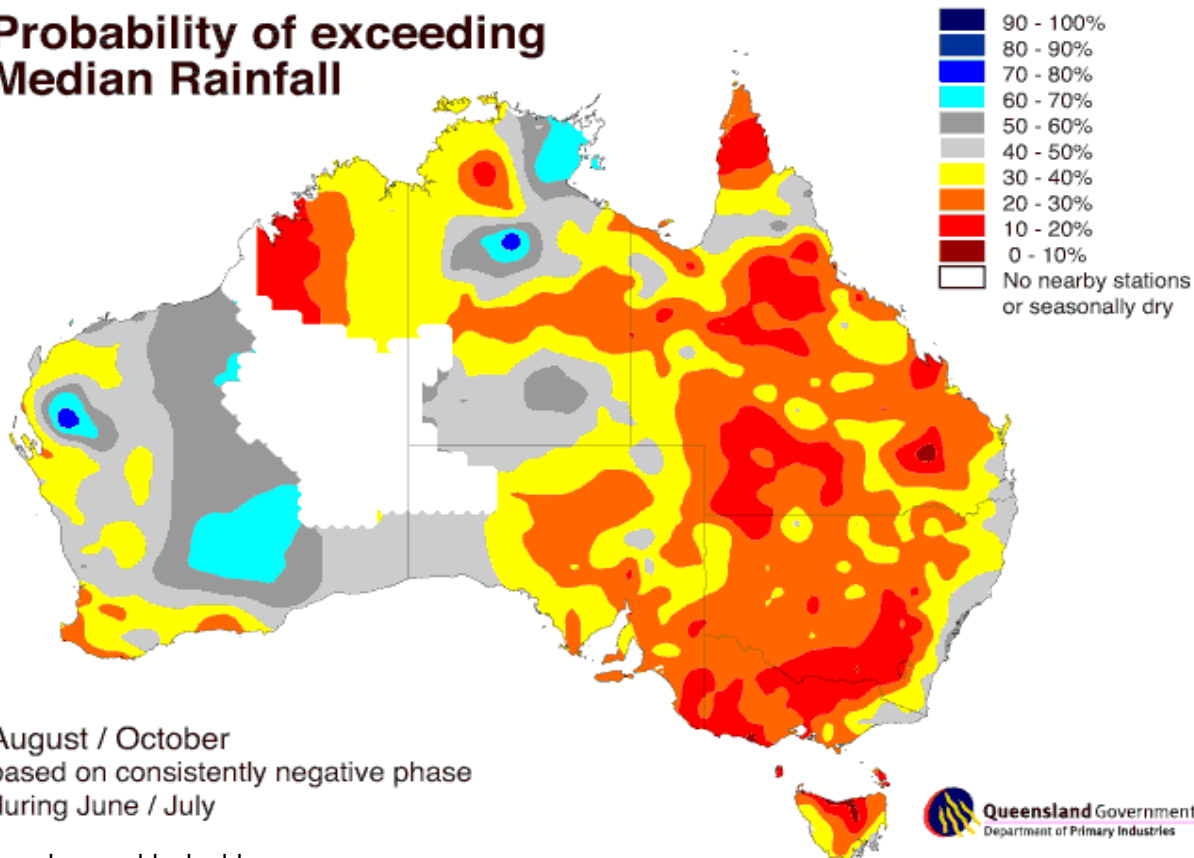 Probability of exceeding
Median Rainfall
90 - 100%
80 - 90%
70 - 80%
60 - 70%
50 - 60%
40 - 50%
30 - 40%
20 - 30%
10 - 20%
0 - 10%
No nearby stations
or seasonally dry
August / October
based on consistently negative phase
during June / July
Queensland Government
Department of Primary Industries